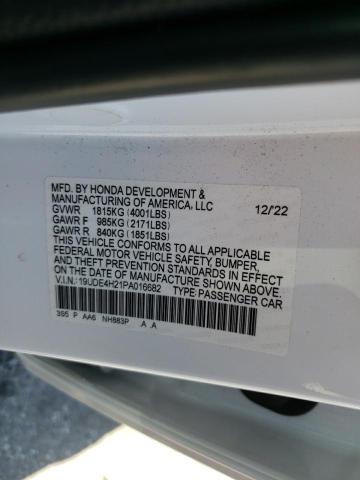 MFD. BY HONDA DEVELOPMENT &
MANUFACTURING OF AMERICA, LLC
GVWR 1815KG (4001LBS) 12/22
GAWR F 985KG (2171LBS)
GAWR R 840KG (1851LBS)
THIS VEHICLE CONFORMS TO ALL APPLICABLE
FEDERAL MOTOR VEHICLE SAFETY, BUMPER,
AND THEFT PREVENTION STANDARDS IN EFFECT ON THE
DATE OF MANUFACTURE SHOWN ABOVE.
V.I.N.: 19UDE4H21PA016682 TYPE: PASSENGER CAR
3S5 P AA6 NH883P A A